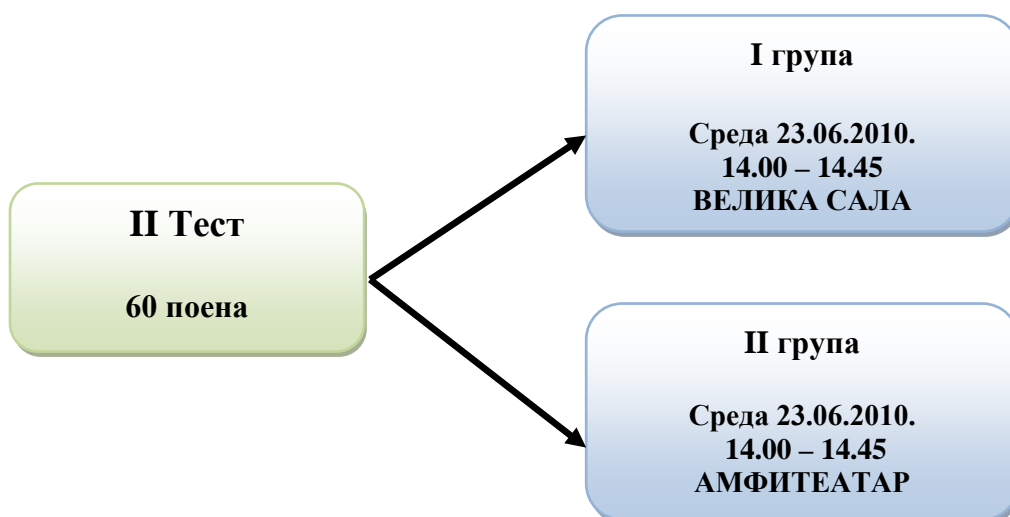 II Тест
60 поена
I група
Среда 23.06.2010.
14.00 – 14.45
ВЕЛИКА САЛА
II група
Среда 23.06.2010.
14.00 – 14.45
АМФИТЕАТАР